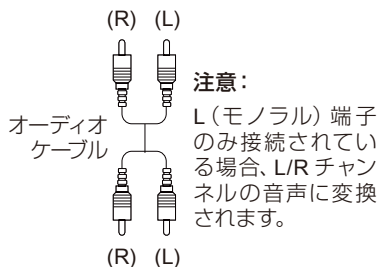 (R) (L)
注意：
L（モノラル）端子
のみ接続されてい
る場合、L/R チャン
ネルの音声に変換
されます。
オーディオ
ケーブル
(R) (L)